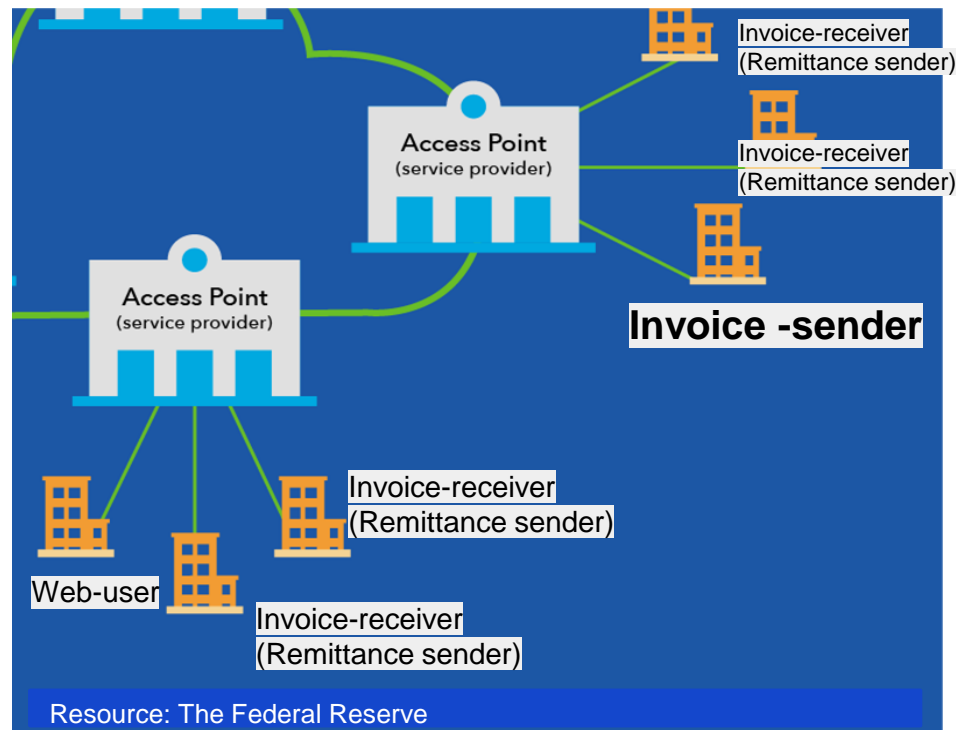 Invoice-receiver
(Remittance sender)
Access Point
(service provider)
Invoice-receiver
(Remittance sender)
Invoice -sender
Access Point
(service provider)
Invoice-receiver
(Remittance sender)
Web-user
Invoice-receiver
(Remittance sender)
Resource: The Federal Reserve